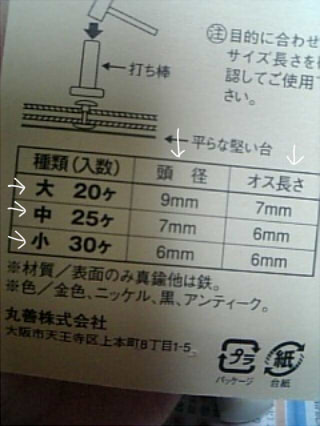 注 目的に合わせ
サイズ長さを
認してご使用
さい。
打ち棒
平らな堅い台
種類(入数) 頭 径 オス長さ
大 20ケ 9mm 7mm
中 25ケ 7mm 6mm
小 30ケ 6mm 6mm
※材質/表面のみ真鍮他は鉄。
※色/金色、ニッケル、黒、アンティーク。
丸善株式会社
大阪市天王寺区上本町8丁目1-5。
プラ
パッケージ
紙
台紙